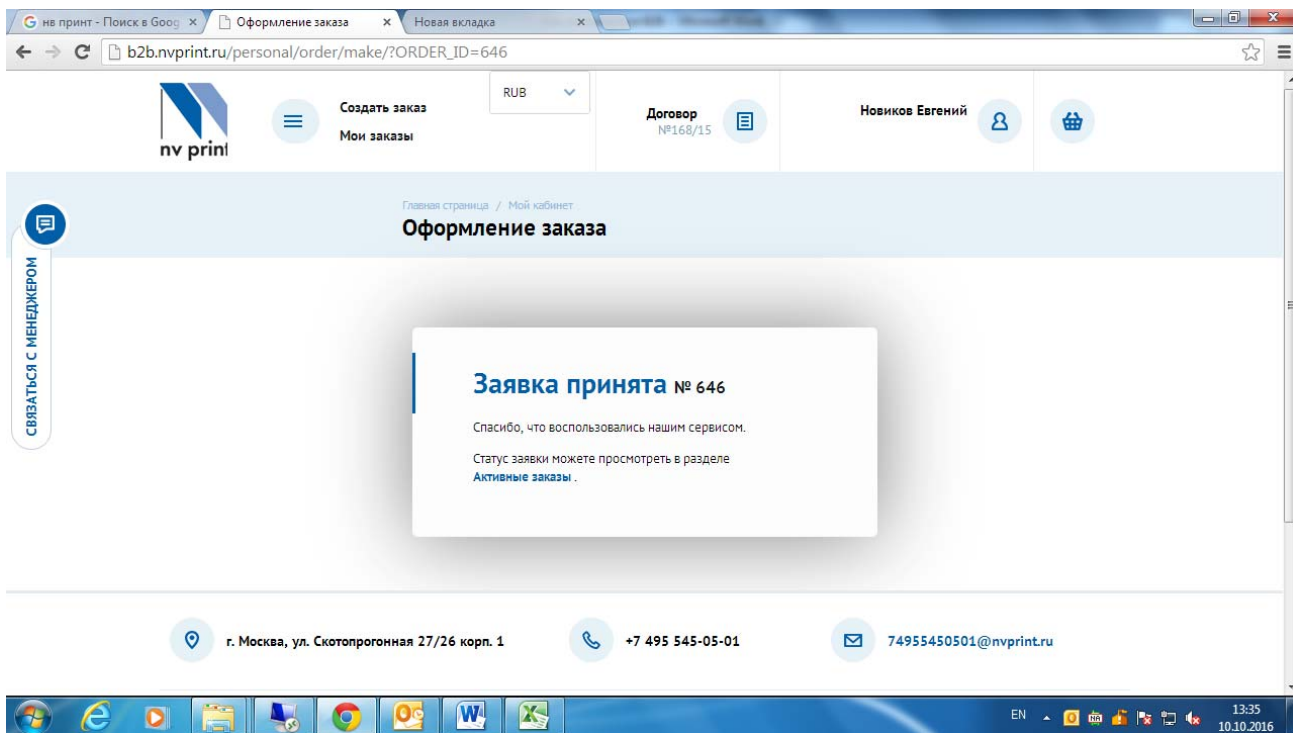 нв принт - Поиск в Goog
Оформление заказа
Новая вкладка
b2b.nvprint.ru/personal/order/make/?ORDER_ID=646
nv print
Создать заказ
Мои заказы
RUB
Договор
№168/15
Новиков Евгений
Главная страница / Мой кабинет
Оформление заказа
СВЯЗАТЬСЯ С МЕНЕДЖЕРОМ
Заявка принята № 646
Спасибо, что воспользовались нашим сервисом.
Статус заявки можете просмотреть в разделе
Активные заказы .
г. Москва, ул. Скотопрогонная 27/26 корп. 1
+7 495 545-05-01
74955450501@nvprint.ru
EN
13:35
10.10.2016